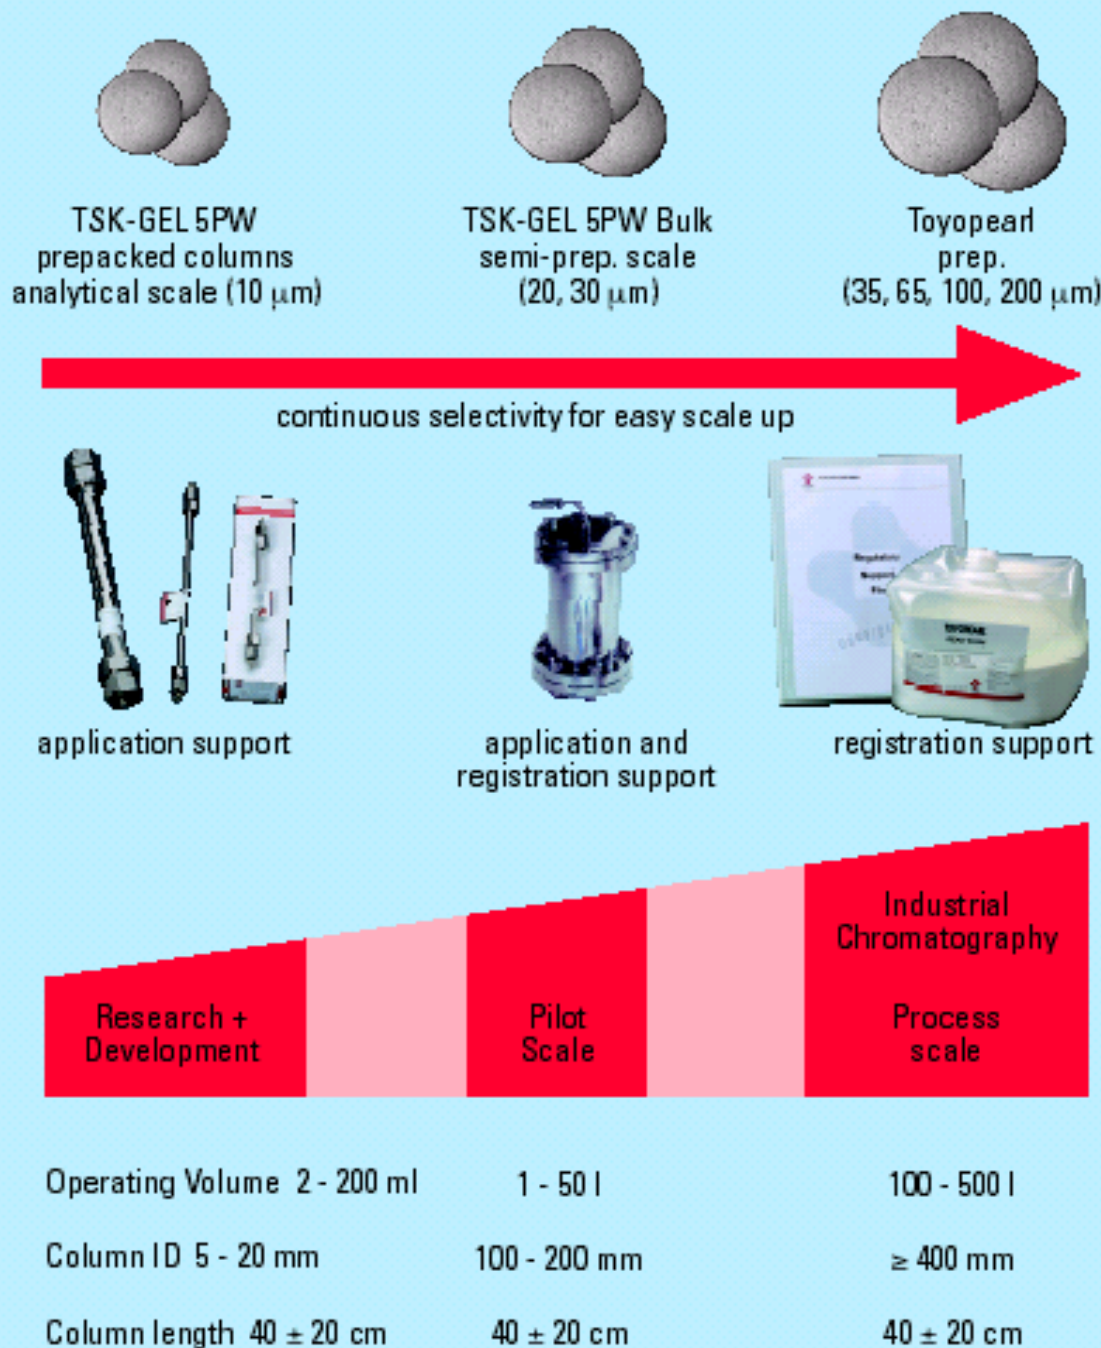 TSK-GEL 5PW
prepacked columns
analytical scale (10 µm)
TSK-GEL 5PW Bulk
semi-prep. scale
(20, 30 µm)
Toyopearl
prep.
(35, 65, 100, 200 µm)
continuous selectivity for easy scale up
Regulatory
Support
application support
application and
registration support
registration support
Research +
Development
Pilot
Scale
Industrial
Chromatography
Process
scale
Operating Volume 2 - 200 ml 1 - 50 l 100 - 500 l
Column ID 5 - 20 mm 100 - 200 mm ≥ 400 mm
Column length 40 ± 20 cm 40 ± 20 cm 40 ± 20 cm